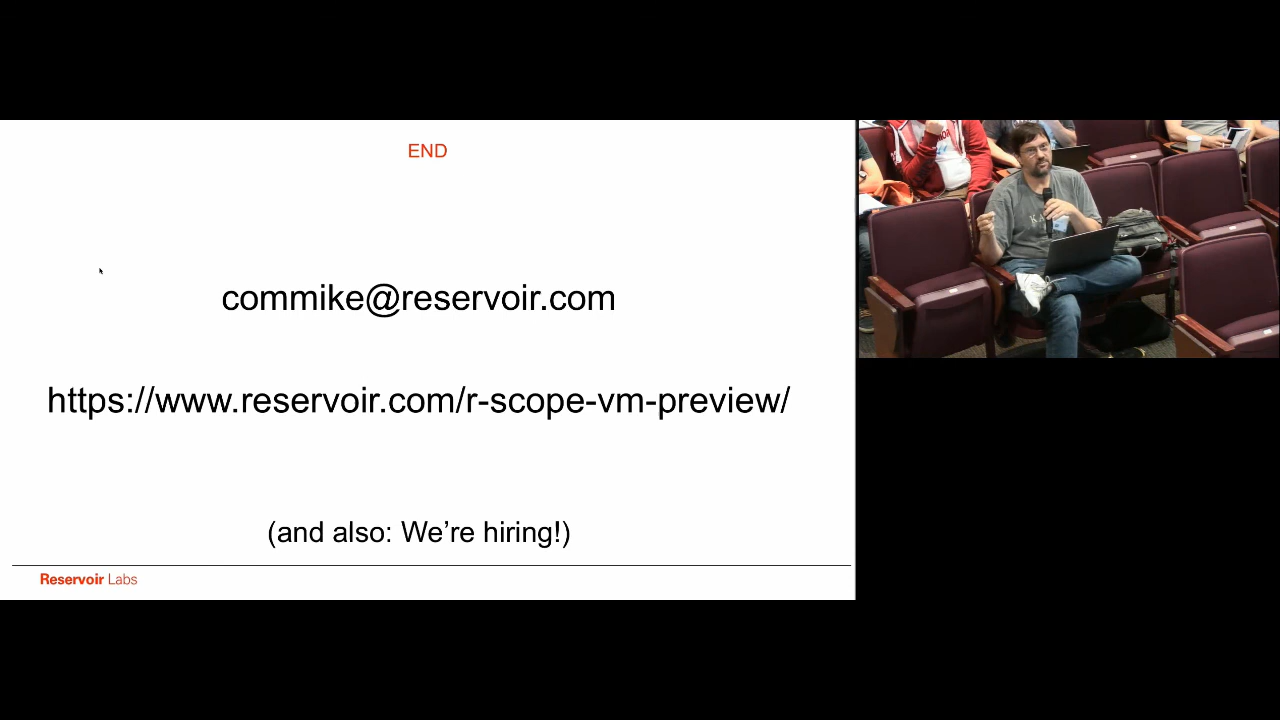 END
commike@reservoir.com
https://www.reservoir.com/r-scope-vm-preview/
(and also: We're hiring!)
Reservoir Labs